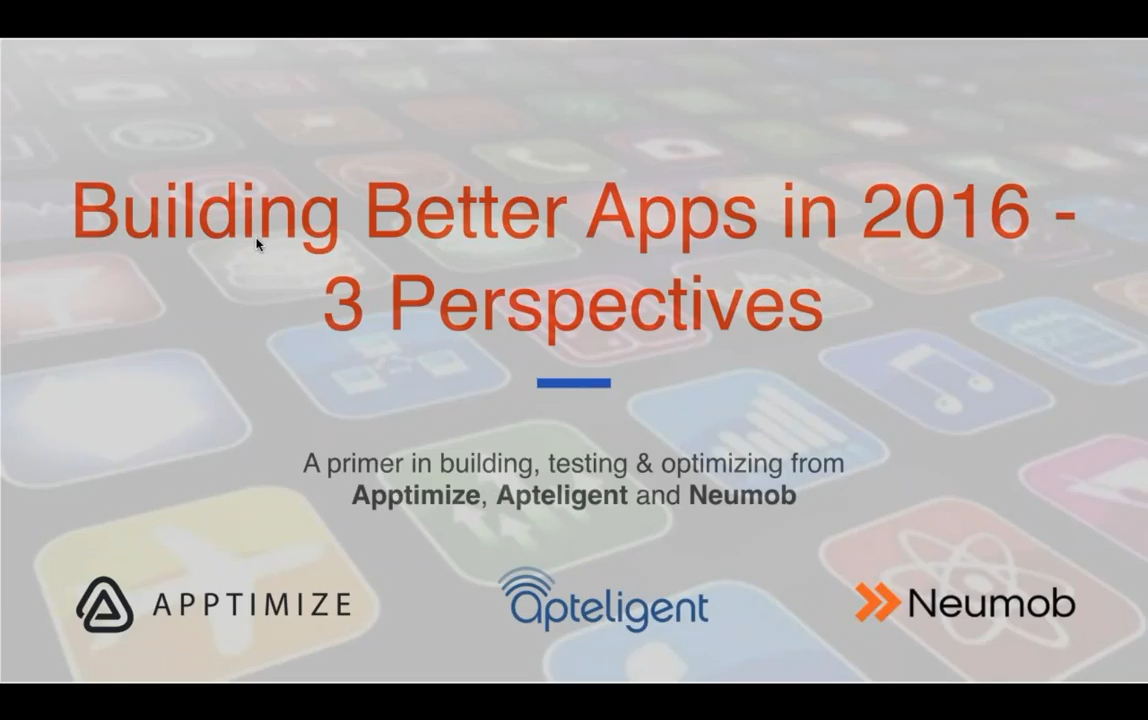 Building Better Apps in 2016 -
3 Perspectives
A primer in building, testing & optimizing from
Apptimize, Apteligent and Neumob
APPTIMIZE
apteligent
Neumob